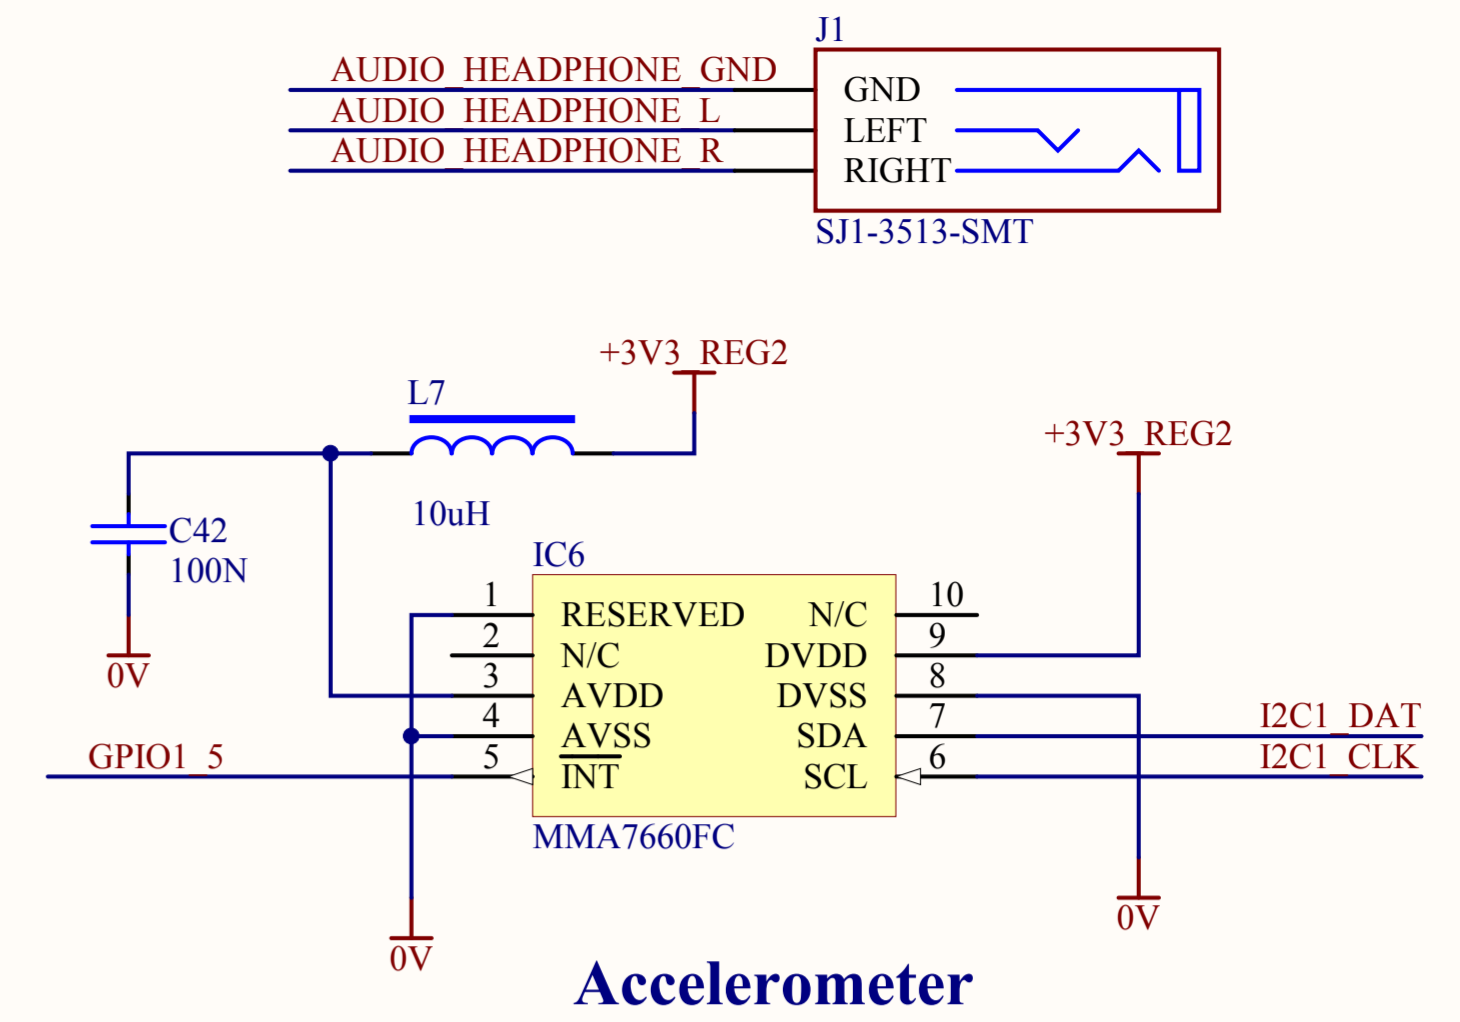 J1
AUDIO_HEADPHONE_GND
GND
AUDIO_HEADPHONE_L
LEFT
AUDIO_HEADPHONE_R
RIGHT
SJ1-3513-SMT
+3V3_REG2
L7
+3V3_REG2
10uH
C42
100N
IC6
1 RESERVED N/C 10
2 N/C DVDD 9
0V
3 AVDD DVSS 8
4 AVSS SDA 7 I2C1_DAT
GPIO1_5 5 INT SCL 6 I2C1_CLK
MMA7660FC
0V
0V
Accelerometer